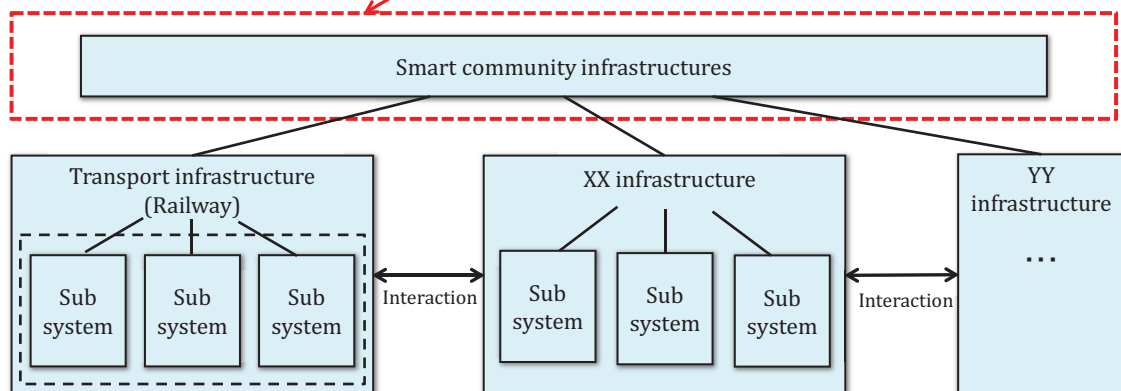 Smart community infrastructures
Transport infrastructure
(Railway)
Sub
system
Sub
system
Sub
system
Interaction
XX infrastructure
Sub
system
Sub
system
Sub
system
Interaction
YY
infrastructure
...